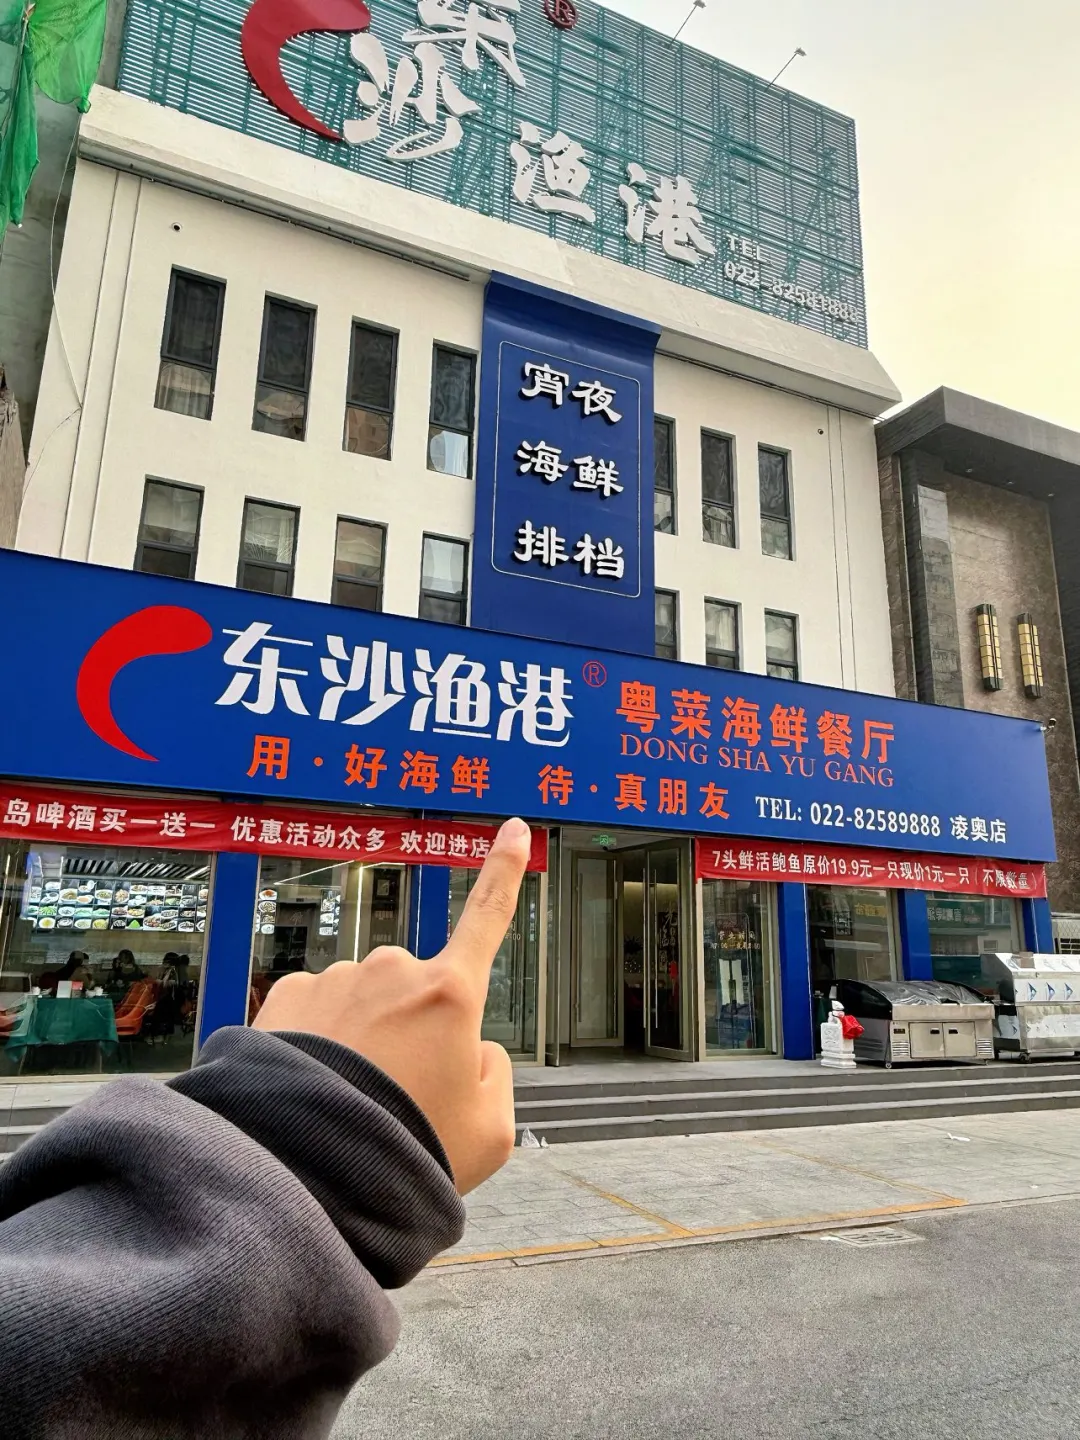 东沙渔港
®
TEL
022-82581888
宵夜
海鲜
排档
东沙渔港®
粤菜海鲜餐厅
DONG SHA YU GANG
用·好海鲜 待·真朋友
TEL: 022-82589888 凌奥店
岛啤酒买一送一 优惠活动众多 欢迎进店
7头鲜活鲍鱼原价19.9元一只现价1元一只(不限数量)